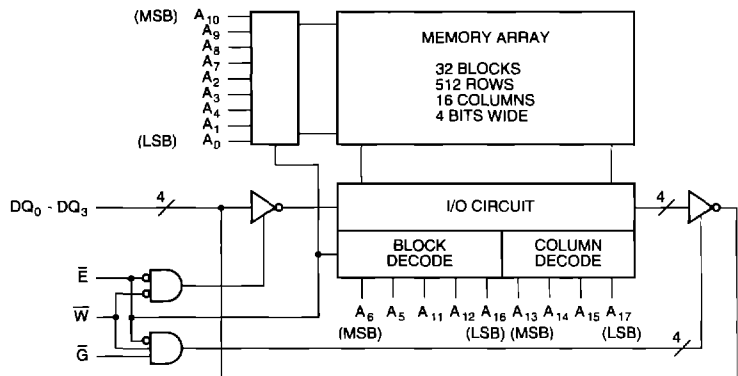 (MSB) A10
A9
A8
A7
A2
A3
A4
A1
(LSB) A0
MEMORY ARRAY
32 BLOCKS
512 ROWS
16 COLUMNS
4 BITS WIDE
DQ0 - DQ3
4
I/O CIRCUIT
4
BLOCK
DECODE
COLUMN
DECODE
E̅
W̅
G̅
A6 A5 A11 A12 A16 A13 A14 A15 A17
(MSB) (LSB) (MSB) (LSB)
4